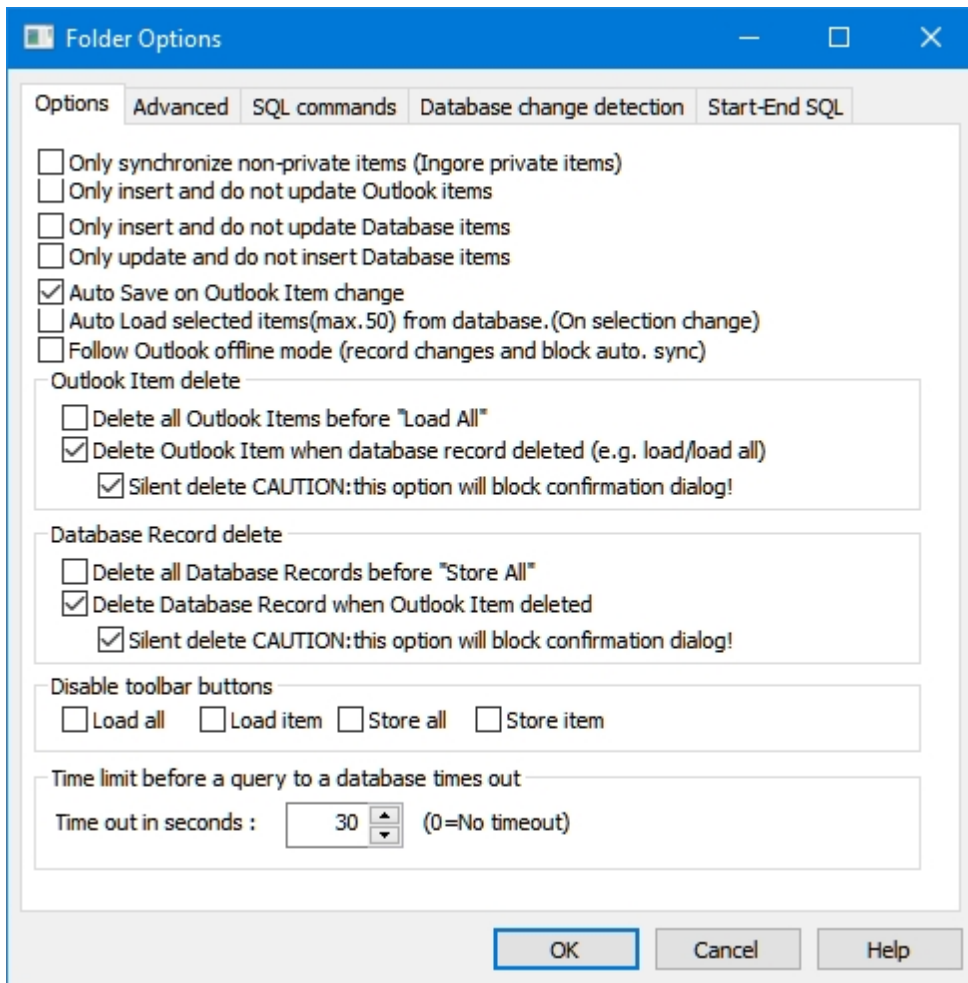 Folder Options
Options Advanced SQL commands Database change detection Start-End SQL
Only synchronize non-private items (Ingore private items)
Only insert and do not update Outlook items
Only insert and do not update Database items
Only update and do not insert Database items
Auto Save on Outlook Item change
Auto Load selected items(max.50) from database.(On selection change)
Follow Outlook offline mode (record changes and block auto. sync)
Outlook Item delete
Delete all Outlook Items before "Load All"
Delete Outlook Item when database record deleted (e.g. load/load all)
Silent delete CAUTION:this option will block confirmation dialog!
Database Record delete
Delete all Database Records before "Store All"
Delete Database Record when Outlook Item deleted
Silent delete CAUTION:this option will block confirmation dialog!
Disable toolbar buttons
Load all Load item Store all Store item
Time limit before a query to a database times out
Time out in seconds : 30 (0=No timeout)
OK Cancel Help